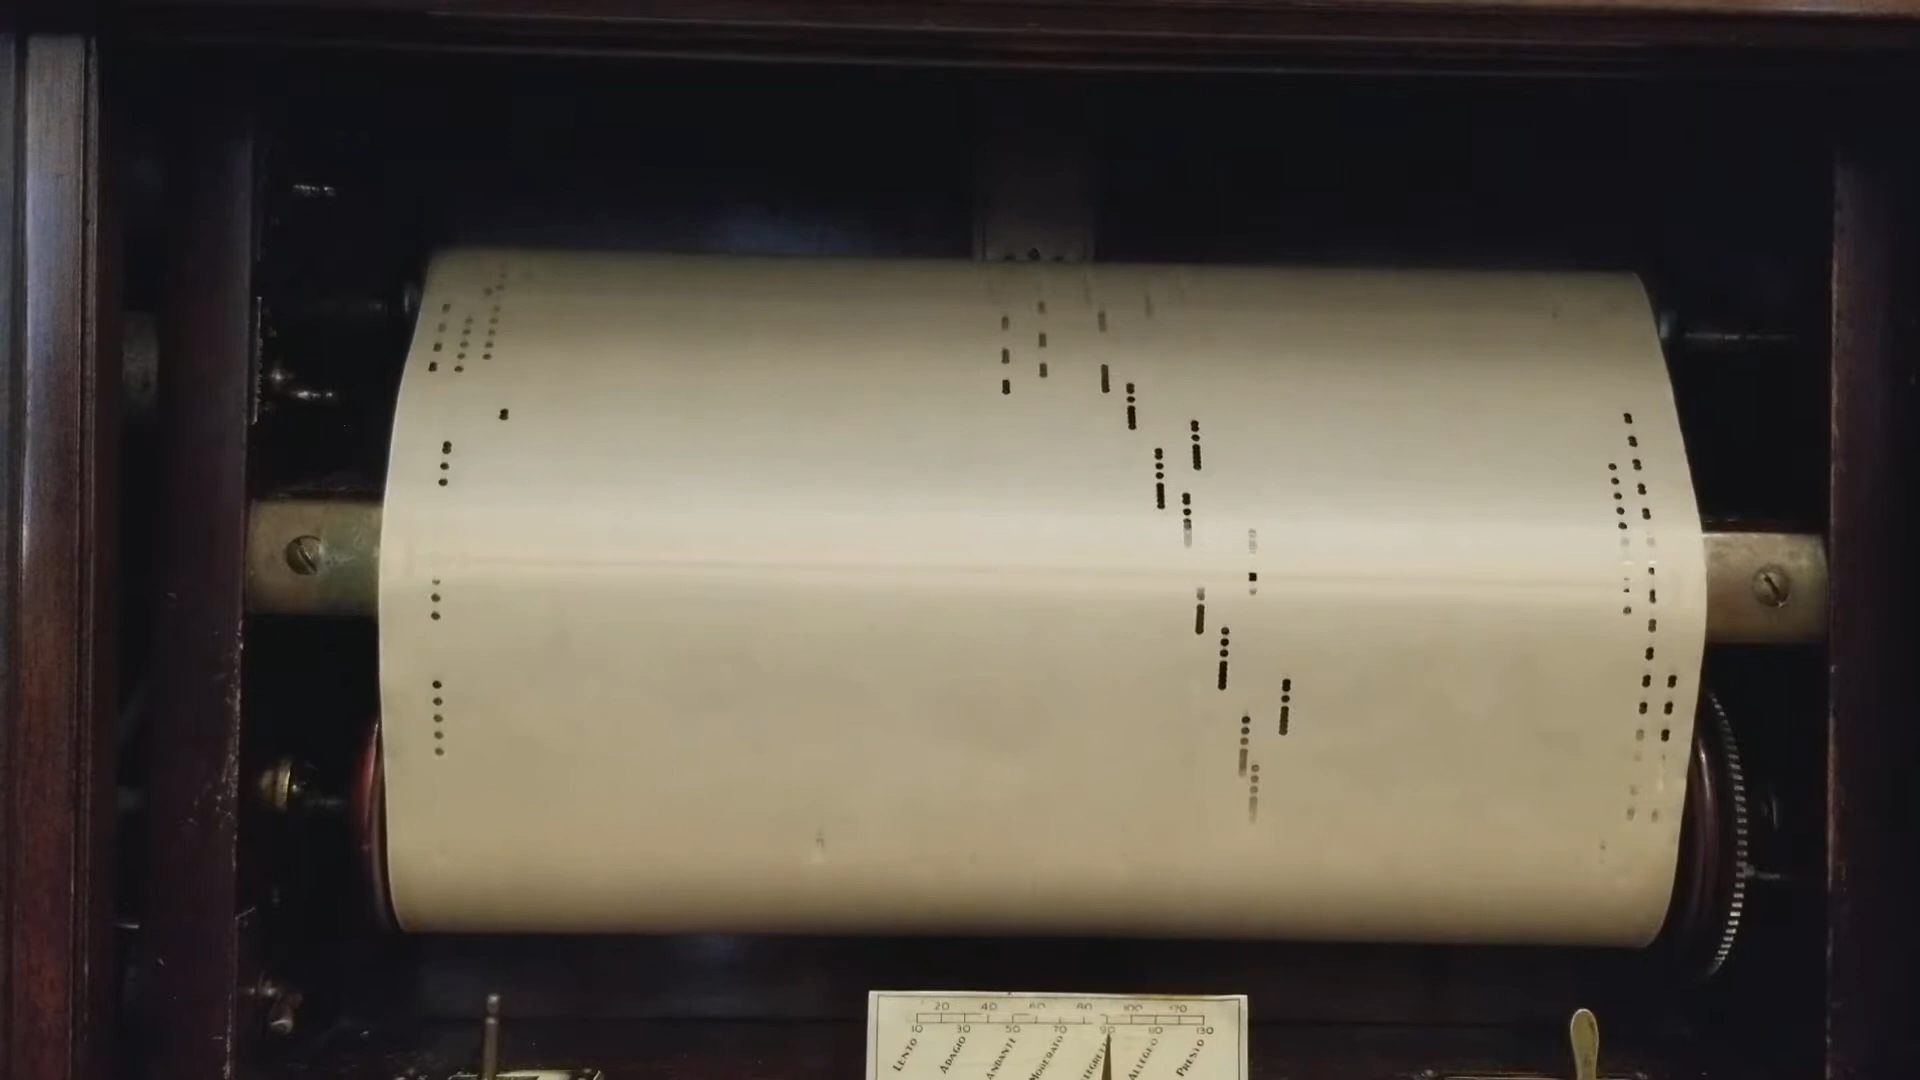 20 40 60 80 100 120
10 30 50 70 90 110 130
LENTO ADAGIO ANDANTE MODERATO ALLEGRO PRESTO